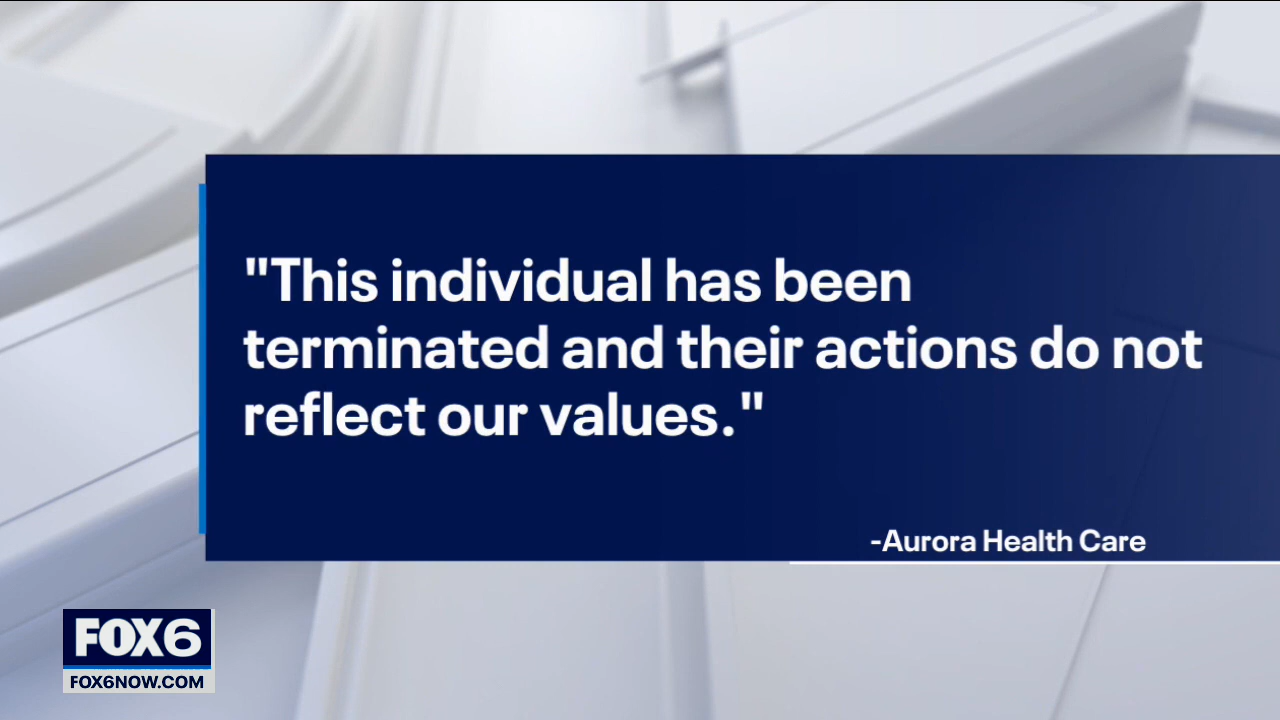 "This individual has been
terminated and their actions do not
reflect our values."
-Aurora Health Care
FOX6
FOX6NOW.COM